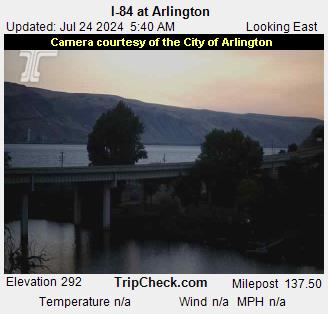 I-84 at Arlington
Updated: Jul 24 2024 5:40 AM Looking East
Camera courtesy of the City of Arlington
Elevation 292 TripCheck.com Milepost 137.50
Temperature n/a Wind n/a MPH n/a